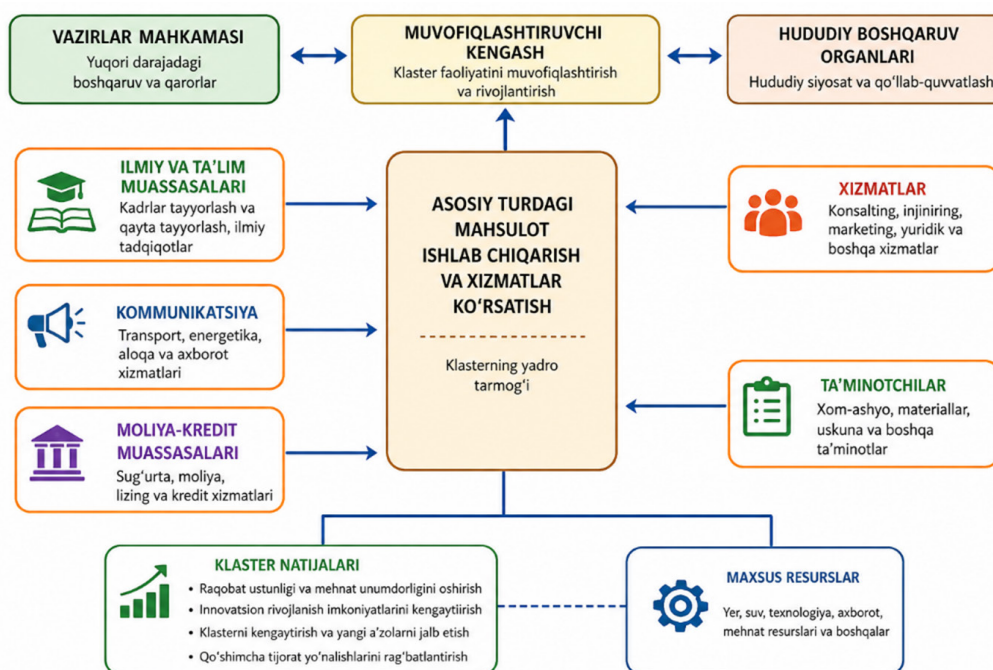 VAZIRLAR MAHKAMASI
Yuqori darajadagi
boshqaruv va qarorlar
MUVOFIQLASHTIRUVCHI
KENGASH
Klaster faoliyatini muvofiqlashtirish
va rivojlantirish
HUDUDIY BOSHQARUV
ORGANLARI
Hududiy siyosat va qo‘llab-quvvatlash
ILMIY VA TA’LIM
MUASSASALARI
Kadrlar tayyorlash va
qayta tayyorlash, ilmiy
tadqiqotlar
KOMMUNIKATSIYA
Transport, energetika,
aloqa va axborot
xizmatlari
MOLIYA-KREDIT
MUASSASALARI
Sug‘urta, moliya,
lizing va kredit xizmatlari
ASOSIY TURDAGI
MAHSULOT
ISHLAB CHIQARISH
VA XIZMATLAR
KO‘RSATISH
Klasterning yadro
tarmog‘i
XIZMATLAR
Konsalting, injiniring,
marketing, yuridik va
boshqa xizmatlar
TA’MINOTCHILAR
Xom-ashyo, materiallar,
uskuna va boshqa
ta’minotlar
KLASTER NATIJALARI
• Raqobat ustunligi va mehnat unumdorligini oshirish
• Innovatsion rivojlanish imkoniyatlarini kengaytiirish
• Klasterni kengaytirish va yangi a’zolarni jalb etish
• Qo‘shimcha tijorat yo‘nalishlarini rag‘batlantirish
MAXSUS RESURSLAR
Yer, suv, texnologiya, axborot,
mehnat resurslari va boshqalar